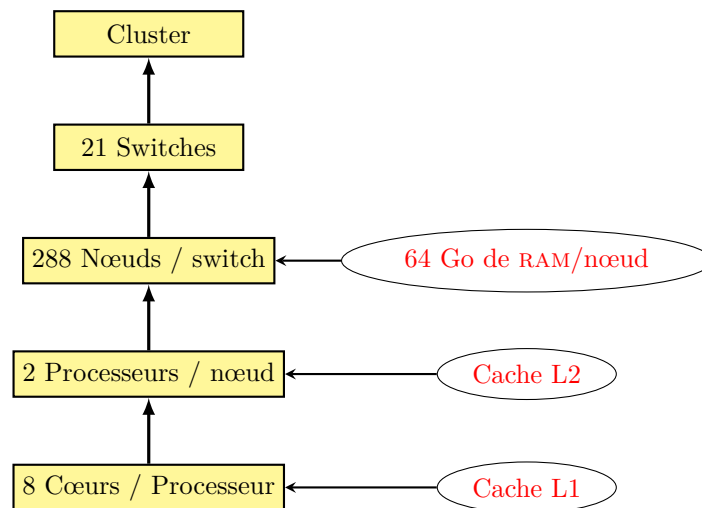 Cluster
21 Switches
288 Nœuds / switch
64 Go de RAM/nœud
2 Processeurs / nœud
Cache L2
8 Cœurs / Processeur
Cache L1